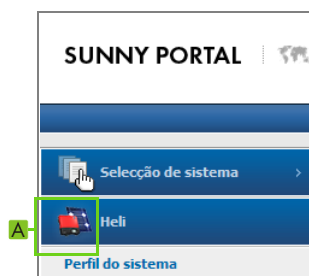 SUNNY PORTAL
Selecção de sistema
A
Heli
Perfil do sistema